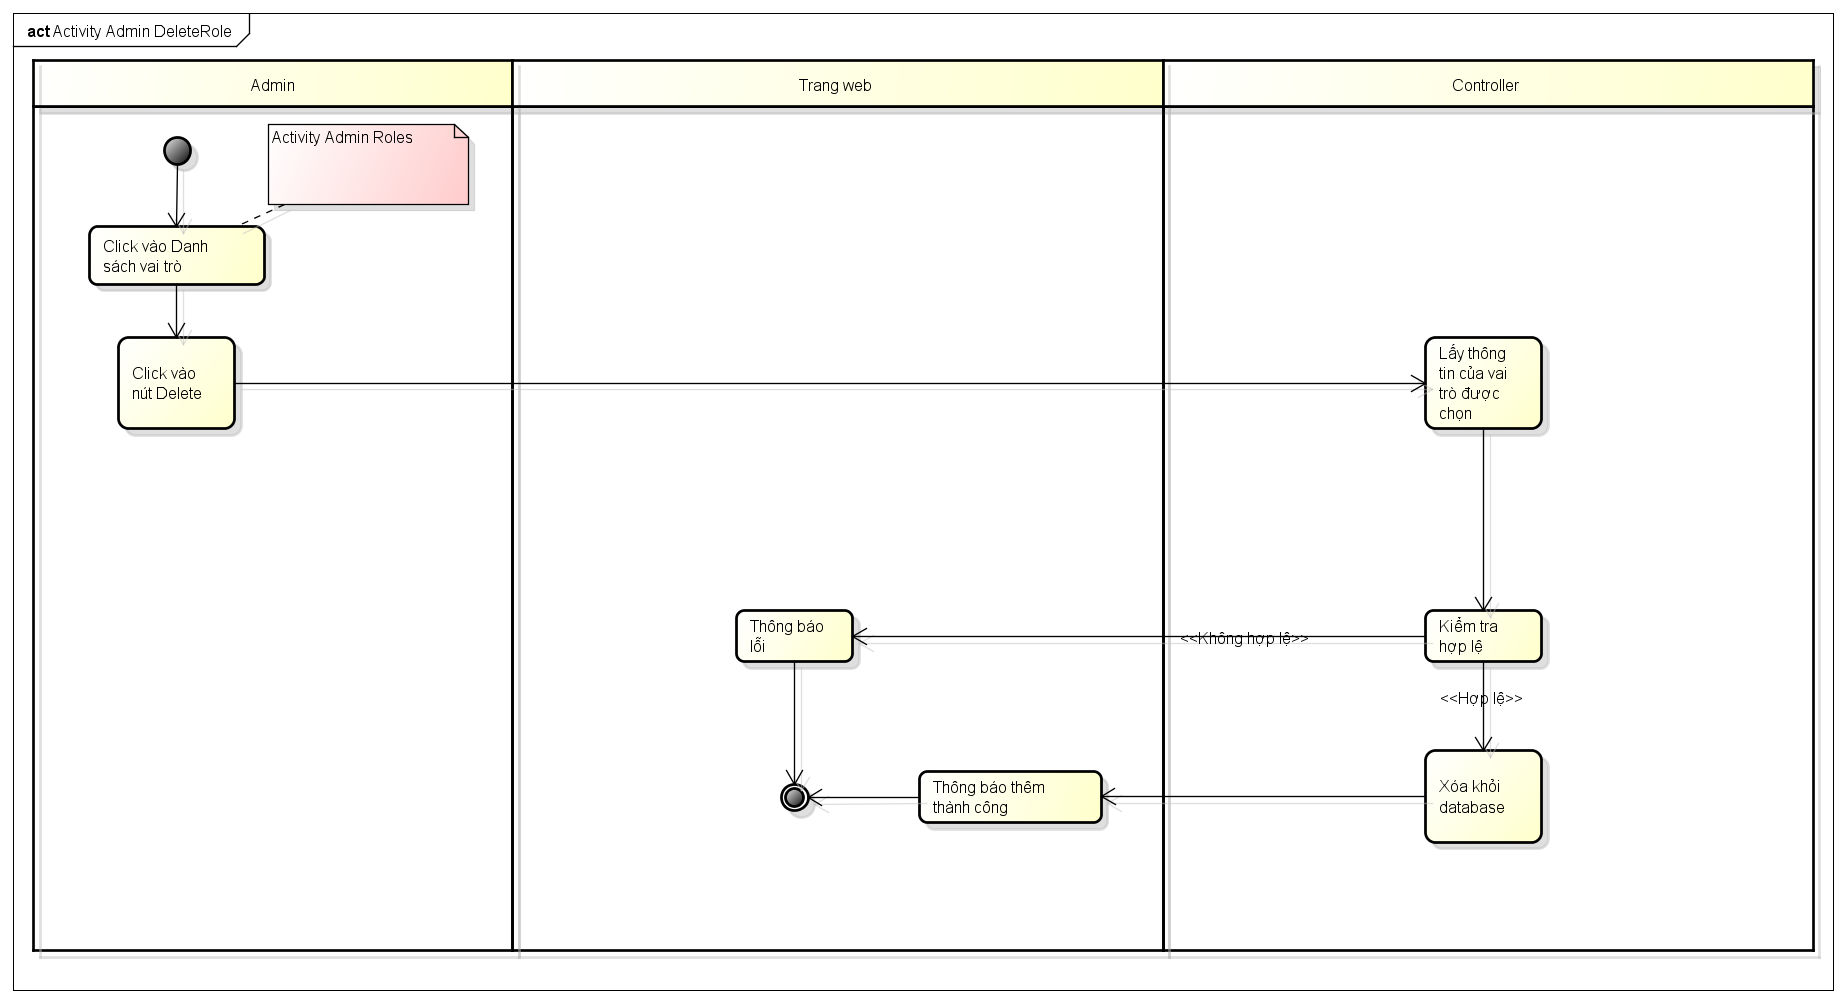 act Activity Admin DeleteRole
Admin
Trang web
Controller
Activity Admin Roles
Click vào Danh
sách vai trò
Click vào
nút Delete
Lấy thông
tin của vai
trò được
chọn
Thông báo
lỗi
<<Không hợp lệ>>
Kiểm tra
hợp lệ
<<Hợp lệ>>
Thông báo thêm
thành công
Xóa khỏi
database